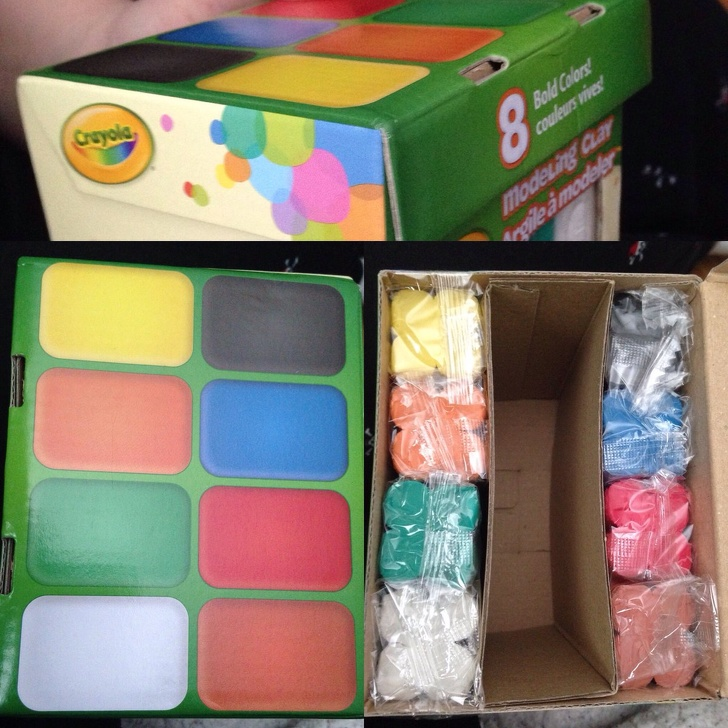 Crayola
8 Bold Colors!
couleurs vives!
Modeling Clay
Argile à modeler